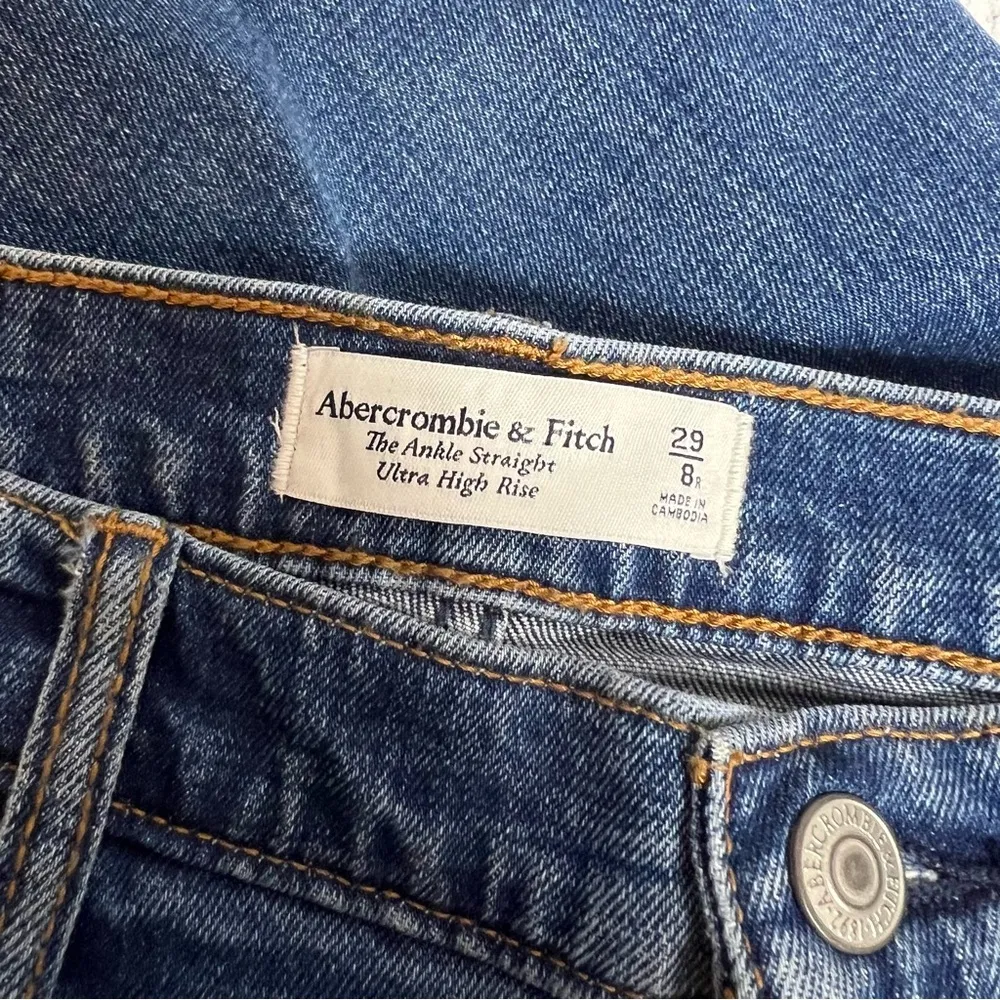 Abercrombie & Fitch
The Ankle Straight
Ultra High Rise
29
8R
MADE IN
CAMBODIA
ABERCROMBIE & FITCH·1892·